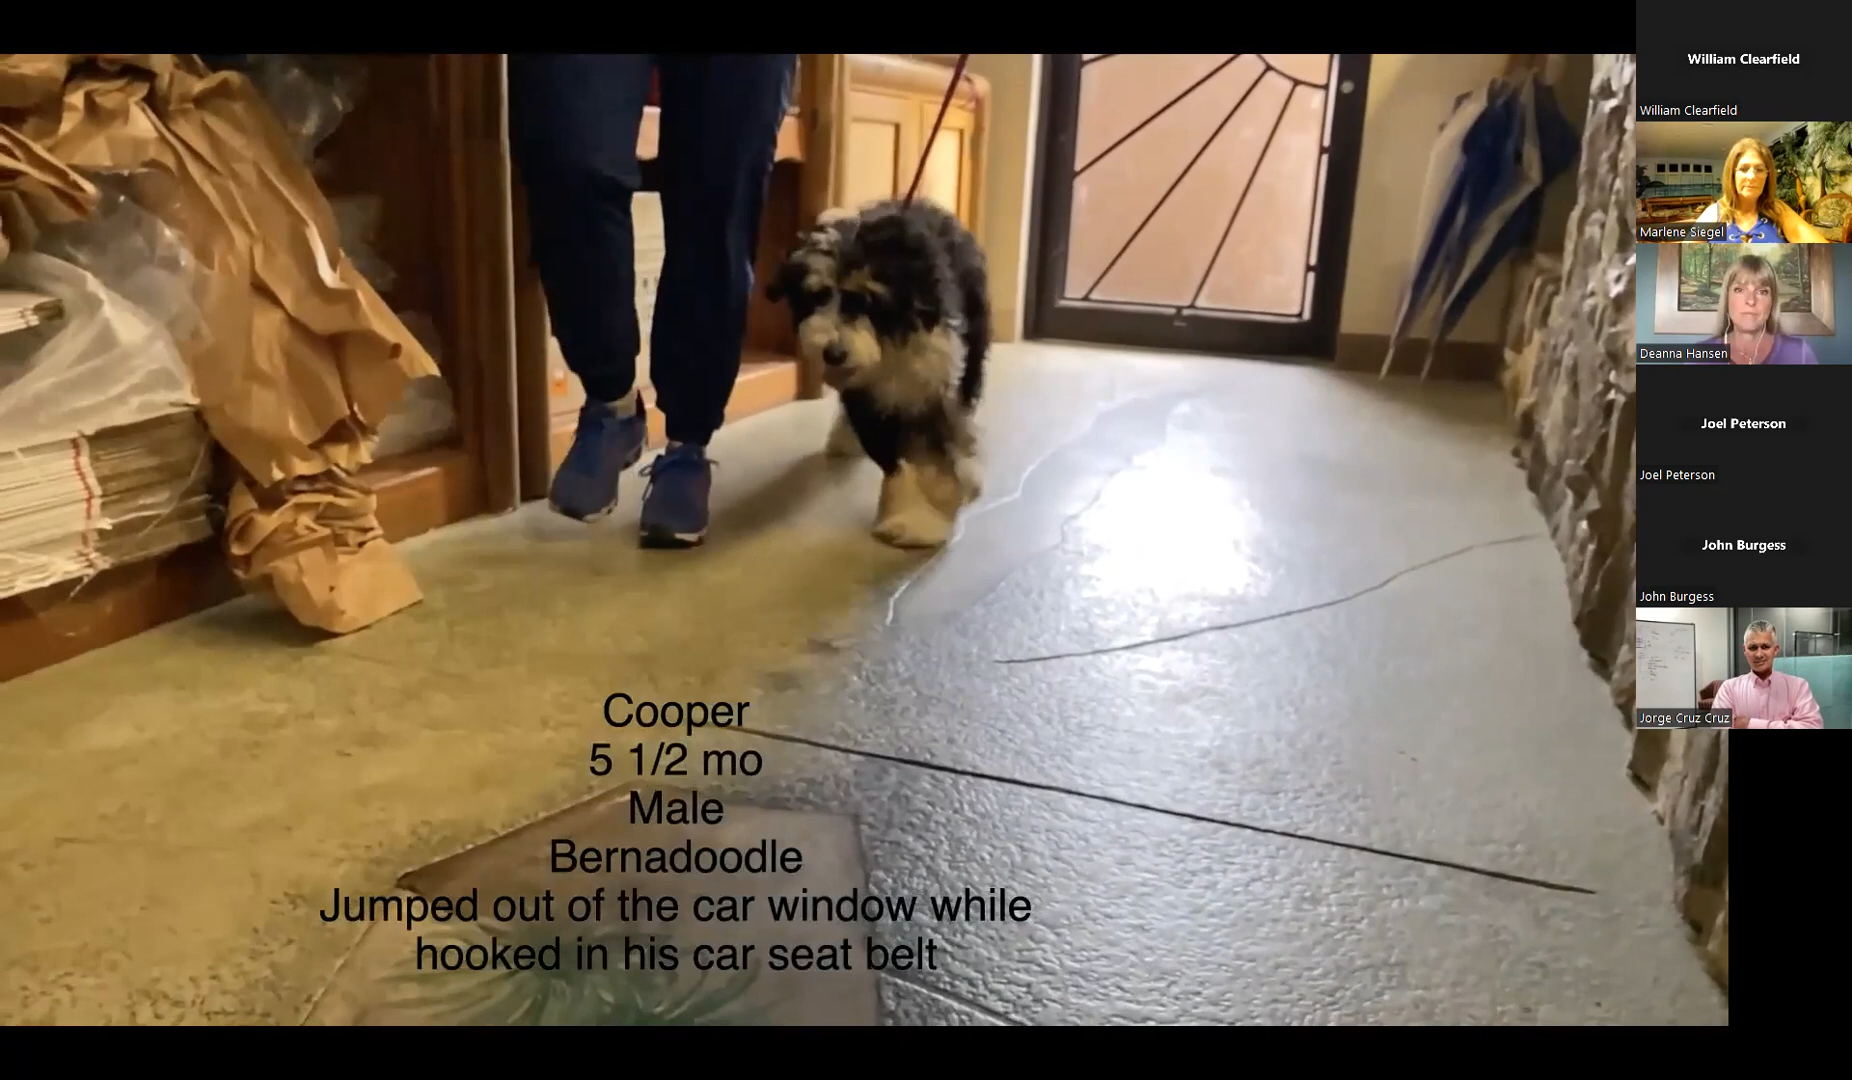 Cooper
5 1/2 mo
Male
Bernadoodle
Jumped out of the car window while
hooked in his car seat belt
William Clearfield
William Clearfield
Marlene Siegel
Deanna Hansen
Joel Peterson
Joel Peterson
John Burgess
John Burgess
Jorge Cruz Cruz